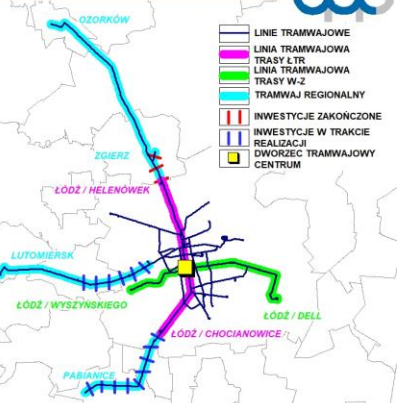 OZORKÓW
LINIE TRAMWAJOWE
LINIA TRAMWAJOWA
TRASY ŁTR
LINIA TRAMWAJOWA
TRASY W-Z
TRAMWAJ REGIONALNY
INWESTYCJE ZAKOŃCZONE
INWESTYCJE W TRAKCIE
REALIZACJI
DWORZEC TRAMWAJOWY
CENTRUM
ZGIERZ
ŁÓDŹ / HELENÓWEK
LUTOMIERSK
ŁÓDŹ / WYSZYŃSKIEGO
ŁÓDŹ / DELL
ŁÓDŹ / CHOCIANOWICE
PABIANICE